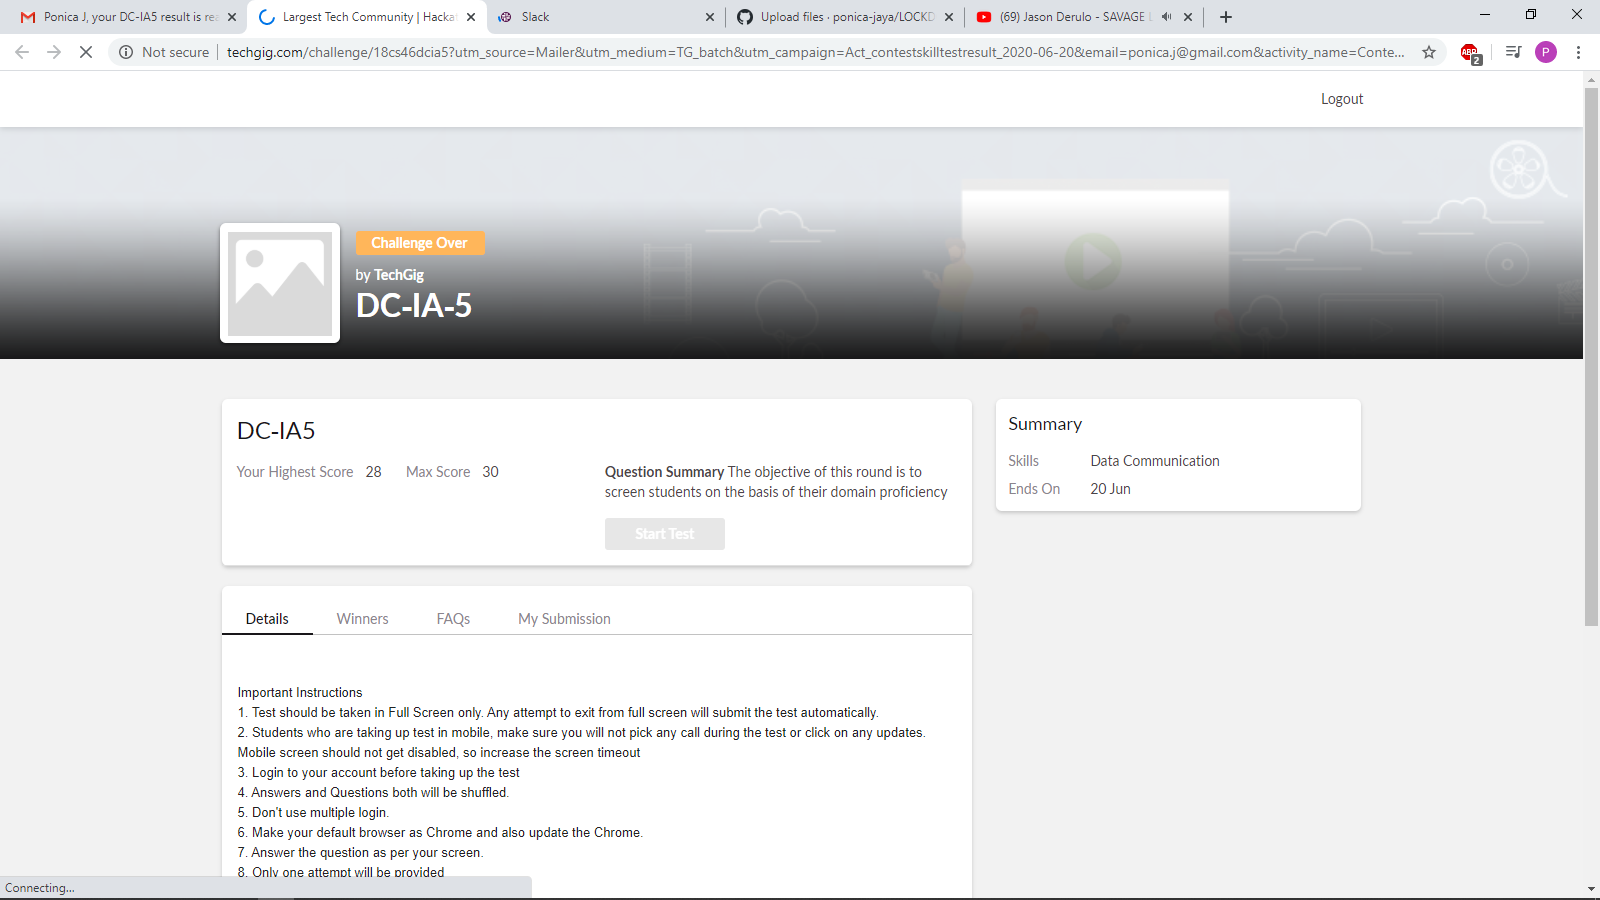 Ponica J, your DC-IA5 result is rea
Largest Tech Community | Hacka
Slack
Upload files · ponica-jaya/LOCKD
(69) Jason Derulo - SAVAGE L
Not secure
techgig.com/challenge/18cs46dcia5?utm_source=Mailer&utm_medium=TG_batch&utm_campaign=Act_contestskilltestresult_2020-06-20&email=ponica.j@gmail.com&activity_name=Conte...
ABP
2
P
Logout
Challenge Over
by TechGig
DC-IA-5
DC-IA5
Your Highest Score 28 Max Score 30
Question Summary The objective of this round is to
screen students on the basis of their domain proficiency
Start Test
Summary
Skills Data Communication
Ends On 20 Jun
Details Winners FAQs My Submission
Important Instructions
1. Test should be taken in Full Screen only. Any attempt to exit from full screen will submit the test automatically.
2. Students who are taking up test in mobile, make sure you will not pick any call during the test or click on any updates.
Mobile screen should not get disabled, so increase the screen timeout
3. Login to your account before taking up the test
4. Answers and Questions both will be shuffled.
5. Don't use multiple login.
6. Make your default browser as Chrome and also update the Chrome.
7. Answer the question as per your screen.
8. Only one attempt will be provided
Connecting...